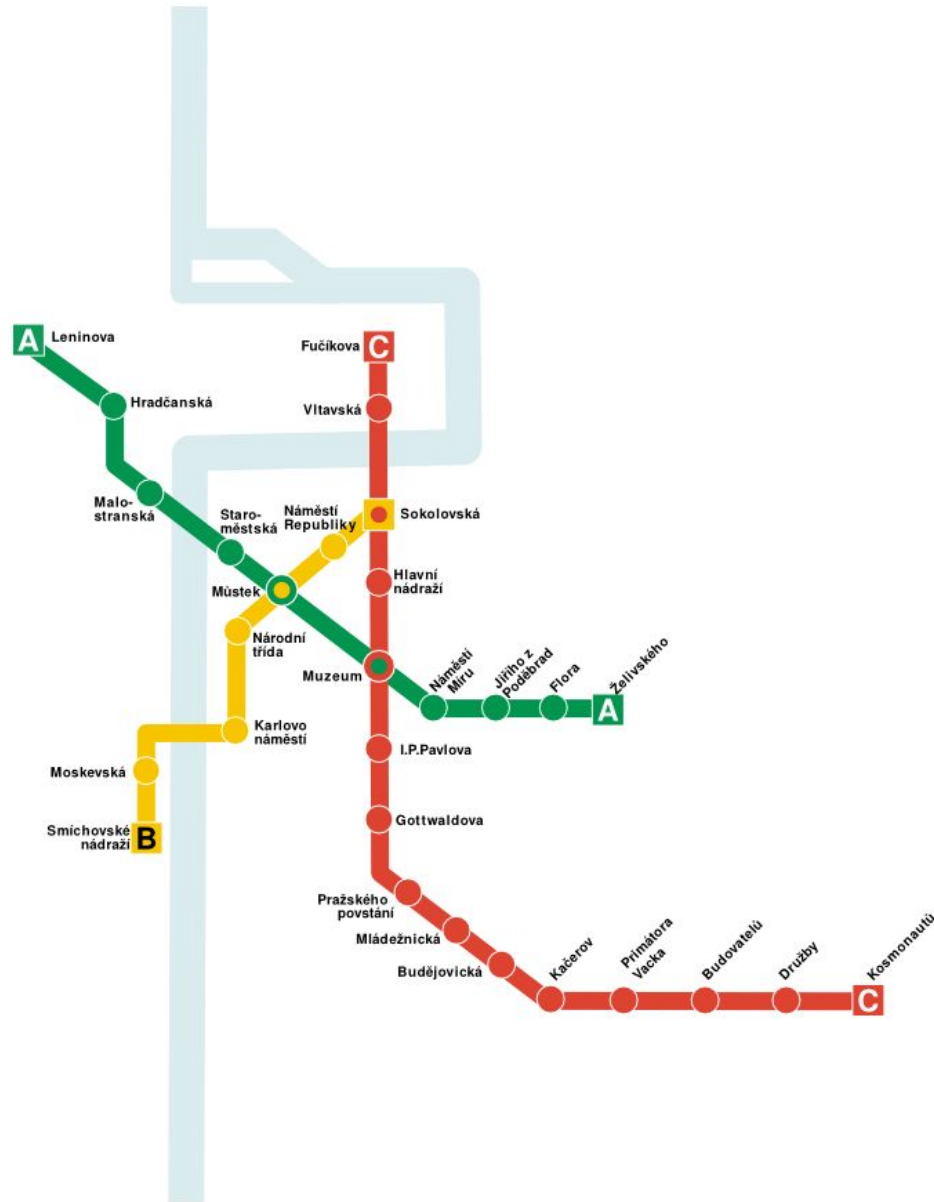 A
Leninova
Hradčanská
Malo-
stranská
Staro-
městská
Můstek
Náměstí
Republiky
Fučíkova
C
Vltavská
Sokolovská
Hlavní
nádraží
Muzeum
Náměstí
Míru
Jiřího z
Poděbrad
Flora
Želivského
A
Národní
třída
Karlovo
náměstí
Moskevská
Smíchovské
nádraží
B
I.P.Pavlova
Gottwaldova
Pražského
povstání
Mládežnická
Budějovická
Kačerov
Primátora
Vacka
Budovatelů
Družby
Kosmonautů
C